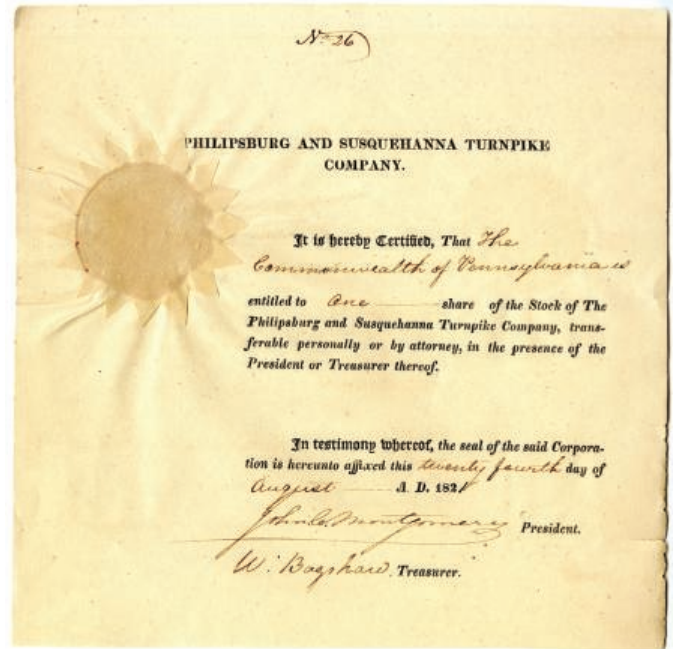 No 26
PHILIPSBURG AND SUSQUEHANNA TURNPIKE
COMPANY.
It is hereby Certified, That The
Commonwealth of Pennsylvania is
entitled to One share of the Stock of The
Philipsburg and Susquehanna Turnpike Company, trans-
ferable personally or by attorney, in the presence of the
President or Treasurer thereof.
In testimony whereof, the seal of the said Corpora-
tion is hereunto affixed this twenty fourth day of
August A. D. 1821
John C. Montgomery President.
W. Bagshaw. Treasurer.